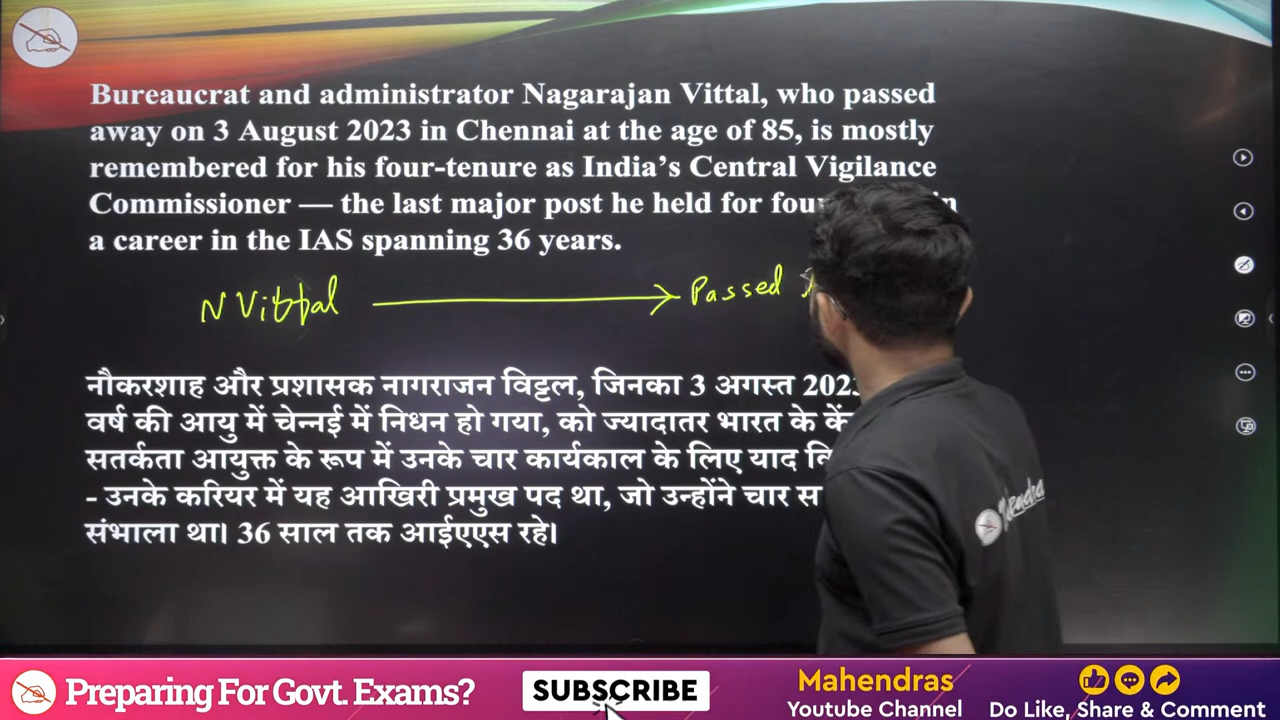 Bureaucrat and administrator Nagarajan Vittal, who passed
away on 3 August 2023 in Chennai at the age of 85, is mostly
remembered for his four-tenure as India’s Central Vigilance
Commissioner — the last major post he held for
a career in the IAS spanning 36 years.
N Vittal → Passed
नौकरशाह और प्रशासक नागराजन विट्टल, जिनका 3 अगस्त
वर्ष की आयु में चेन्नई में निधन हो गया, को ज्यादातर भारत के
सतर्कता आयुक्त के रूप में उनके चार कार्यकाल के लिए याद
- उनके करियर में यह आखिरी प्रमुख पद था, जो उन्होंने चार
संभाला था। 36 साल तक आईएएस रहे।
Mahendra
Preparing For Govt. Exams?
SUBSCRIBE
Mahendras
Youtube Channel
Do Like, Share & Comment